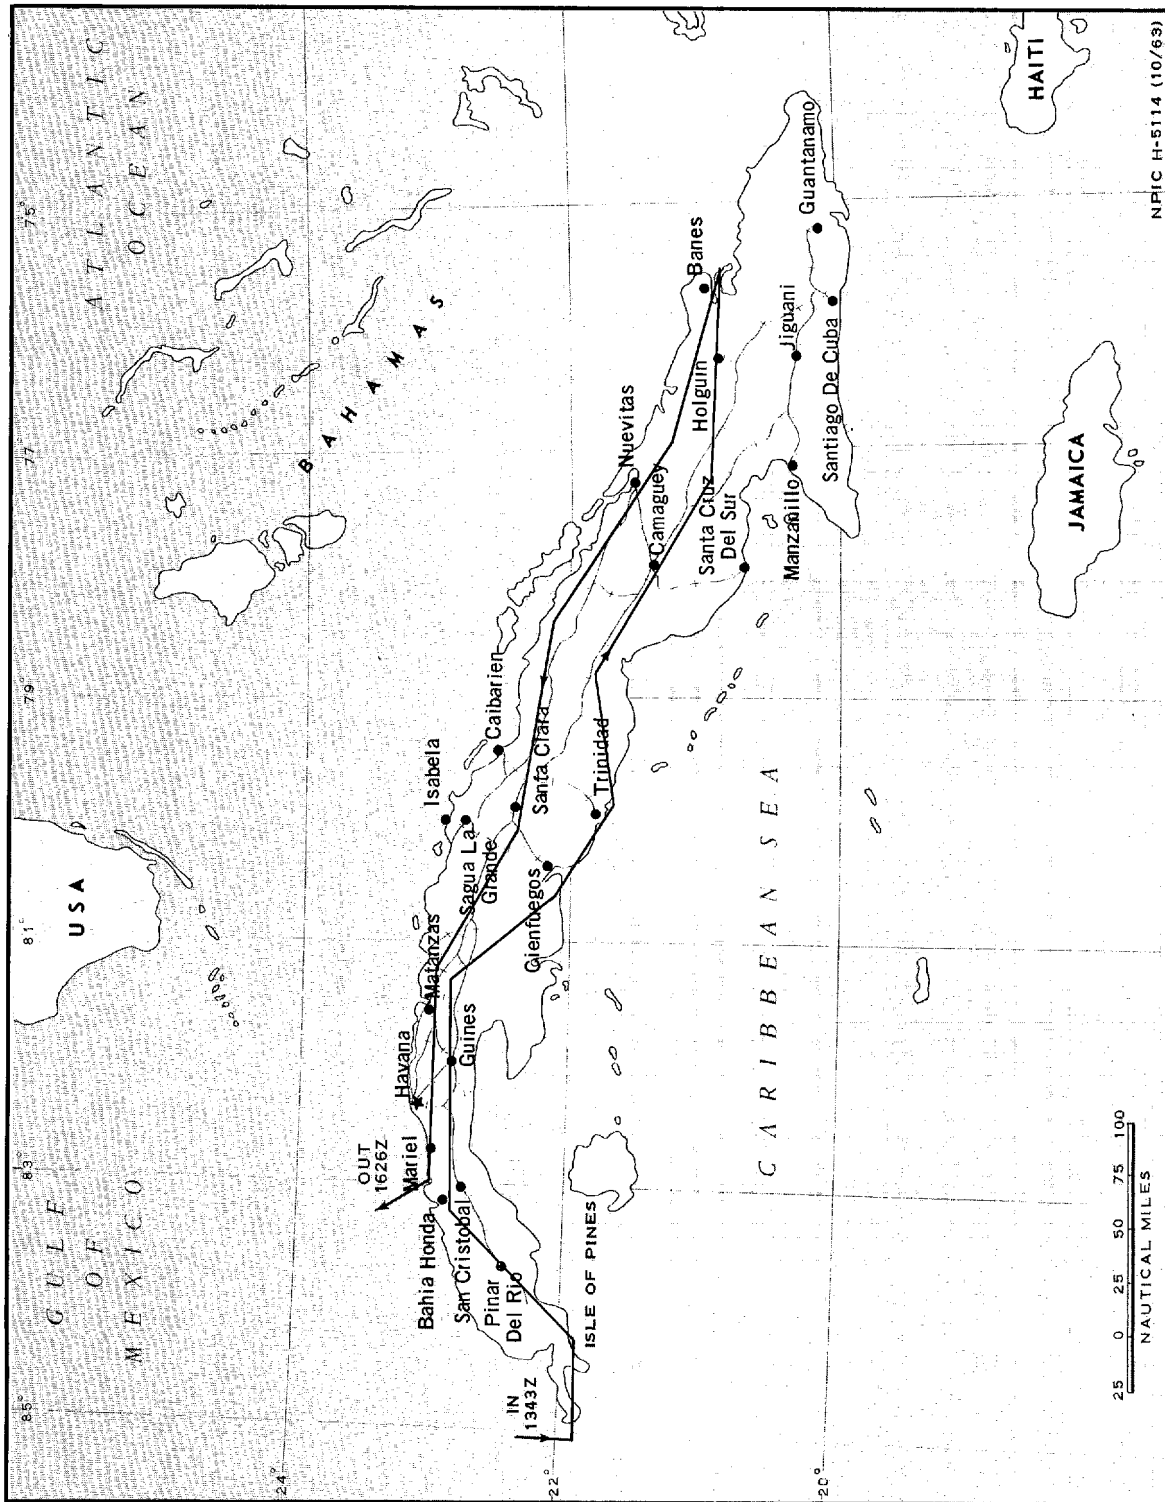 GULF
OF
MEXICO
USA
ATLANTIC
OCEAN
BAHAMAS
85°
83°
81°
79°
77°
75°
24°
22°
20°
IN
1343Z
OUT
1626Z
Bahia Honda
San Cristobal
Pinar
Del Rio
Mariel
Havana
Guines
Matanzas
Isabela
Sagua La
Grande
Santa Clara
Caibarien
Cienfuegos
Trinidad
Nuevitas
Camaguey
Santa Cruz
Del Sur
Holguin
Banes
Manzanillo
Jiguani
Santiago De Cuba
Guantanamo
ISLE OF PINES
CARIBBEAN SEA
JAMAICA
HAITI
25 0 25 50 75 100
NAUTICAL MILES
NPIC H-5114 (10/63)